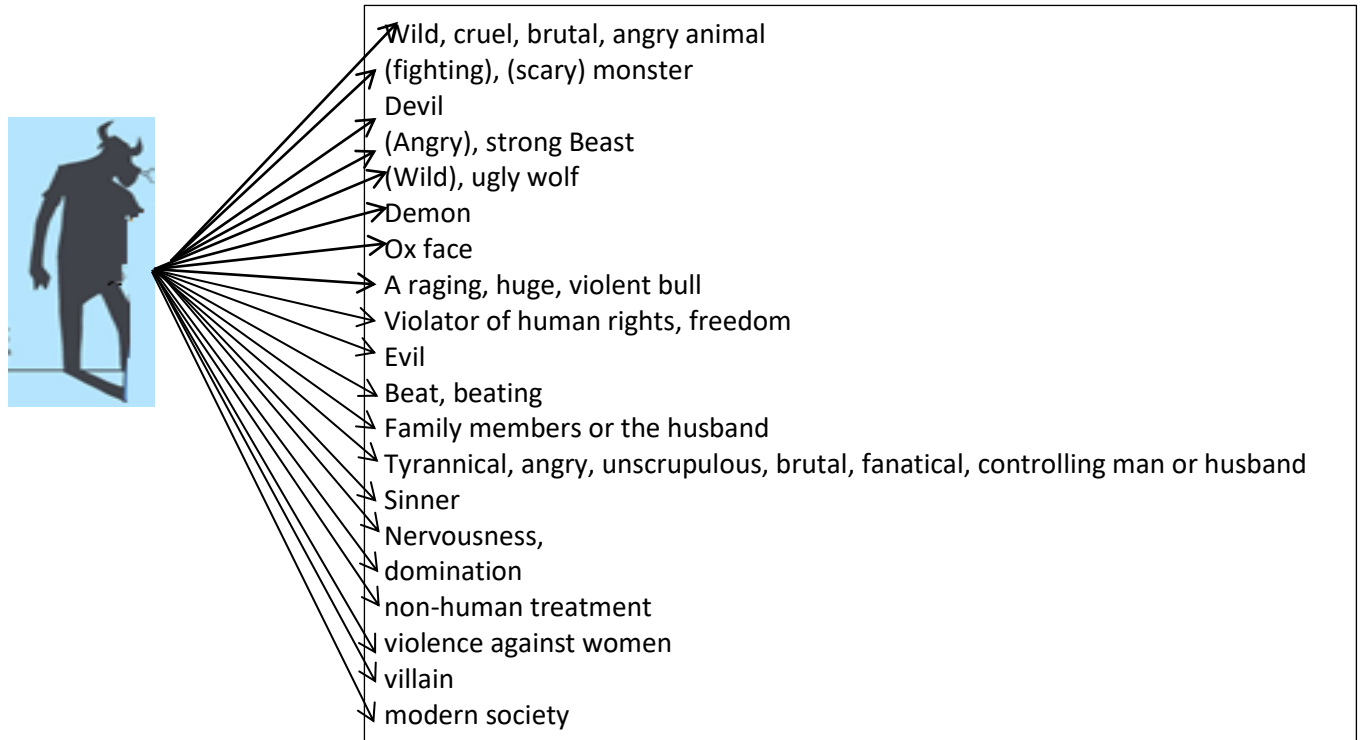 Wild, cruel, brutal, angry animal
(fighting), (scary) monster
Devil
(Angry), strong Beast
(Wild), ugly wolf
Demon
Ox face
A raging, huge, violent bull
Violator of human rights, freedom
Evil
Beat, beating
Family members or the husband
Tyrannical, angry, unscrupulous, brutal, fanatical, controlling man or husband
Sinner
Nervousness,
domination
non-human treatment
violence against women
villain
modern society